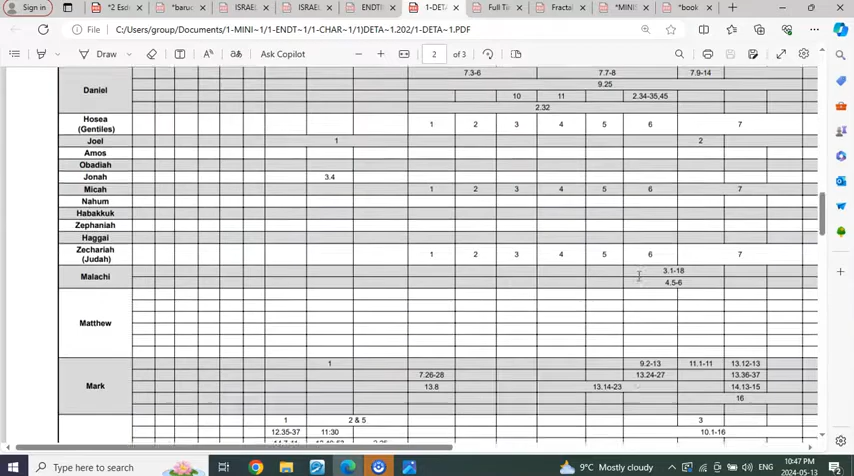 Sign in
*2 Esd
*baruc
ISRAEL
ISRAEL
ENDTI
1-DETA~1.PDF
Full Tir
Fractal
*MINI
*book
File C:/Users/group/Documents/1-MINI~1/1-ENDT~1/1-CHAR~1/1)DETA~1.202/1-DETA~1.PDF
Draw Ask Copilot 2 of 3
7.3-6 7.7-8 7.9-14
Daniel 9.25
10 11 2.34-35,45
2.32
Hosea
(Gentiles) 1 2 3 4 5 6 7
Joel 1 2
Amos
Obadiah
Jonah 3.4
Micah 1 2 3 4 5 6 7
Nahum
Habakkuk
Zephaniah
Haggai
Zechariah
(Judah) 1 2 3 4 5 6 7
Malachi 3.1-18
4.5-6
Matthew
1 9.2-13 11.1-11 13.12-13
7.26-28 13.24-27 13.36-37
Mark 13.8 13.14-23 14.13-15
16
1 2 & 5 3
12.35-37 11:30 10.1-16
Type here to search
9°C Mostly cloudy
ENG
10:47 PM
2024-05-13